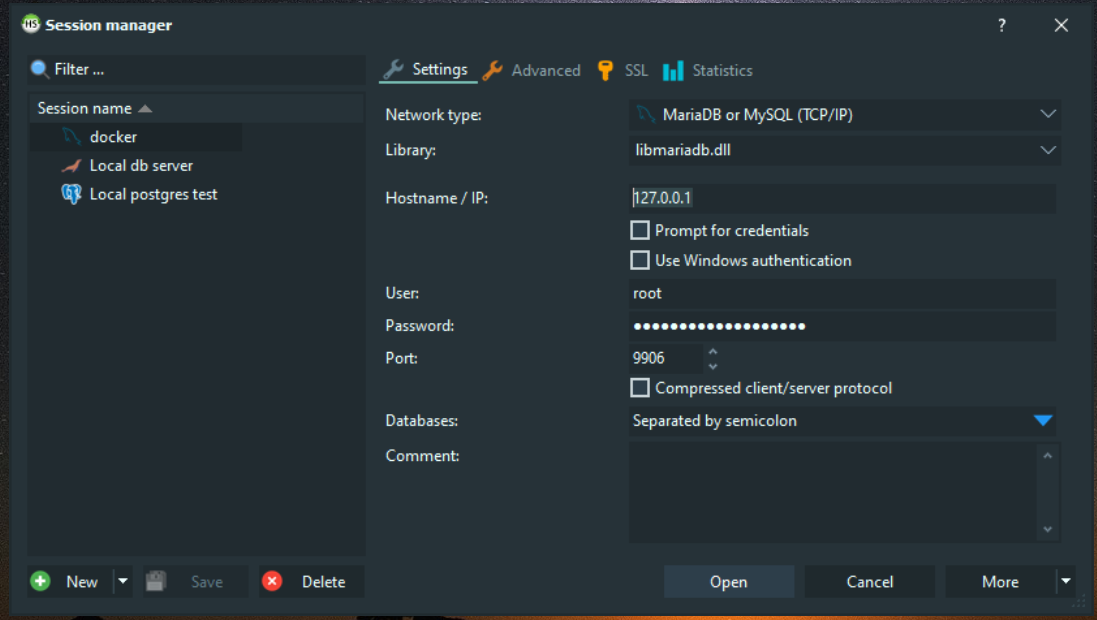 HS Session manager ?
Filter ...
Session name
docker
Local db server
Local postgres test
New
Save
Delete
Settings Advanced SSL Statistics
Network type: MariaDB or MySQL (TCP/IP)
Library: libmariadb.dll
Hostname / IP: 127.0.0.1
Prompt for credentials
Use Windows authentication
User: root
Password: ●●●●●●●●●●●●●●●●●●●
Port: 9906
Compressed client/server protocol
Databases: Separated by semicolon
Comment:
Open Cancel More